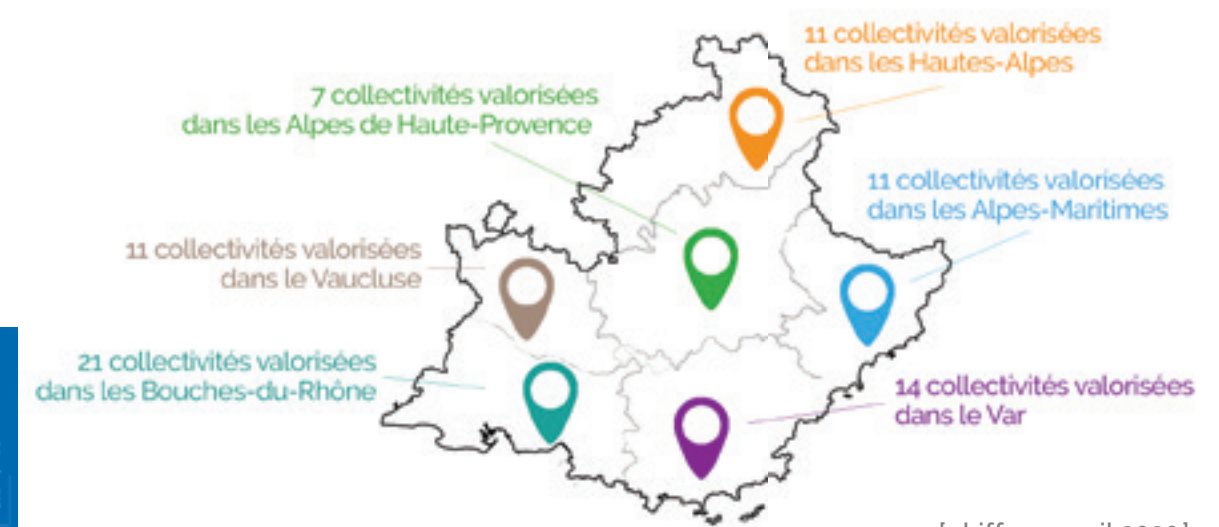 11 collectivités valorisées
dans les Hautes-Alpes
7 collectivités valorisées
dans les Alpes de Haute-Provence
11 collectivités valorisées
dans les Alpes-Maritimes
11 collectivités valorisées
dans le Vaucluse
21 collectivités valorisées
dans les Bouches-du-Rhône
14 collectivités valorisées
dans le Var